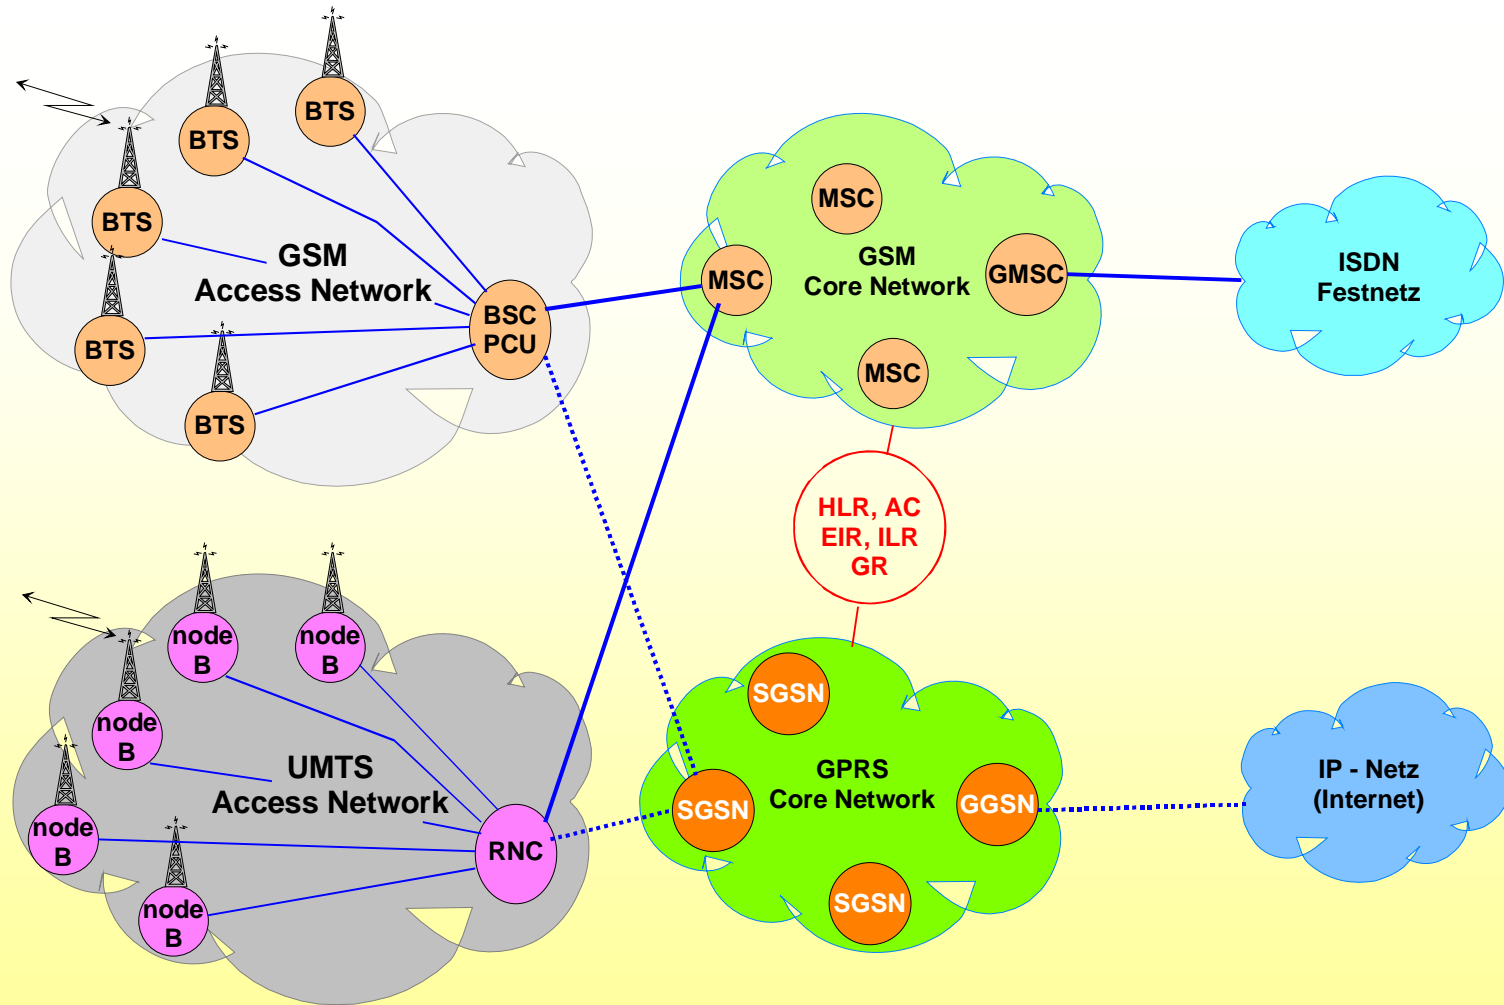 BTS
BTS
BTS
BTS
BTS
GSM
Access Network
BSC
PCU
MSC
MSC
MSC
GSM
Core Network
GMSC
ISDN
Festnetz
HLR, AC
EIR, ILR
GR
node
B
node
B
node
B
node
B
node
B
UMTS
Access Network
RNC
SGSN
SGSN
SGSN
GPRS
Core Network
GGSN
IP - Netz
(Internet)